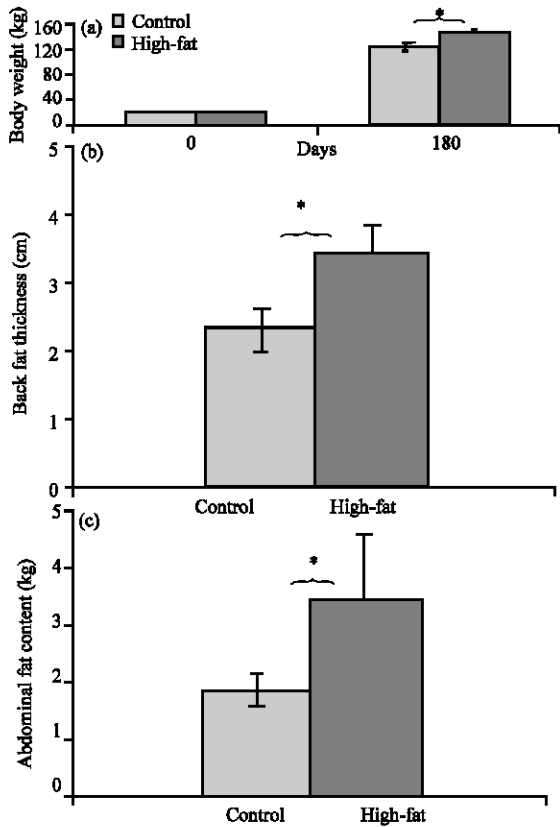 (a)
Control
High-fat
Body weight (kg)
160
120
80
40
0
*
0
Days
180
(b)
Back fat thickness (cm)
5
4
3
2
1
0
*
Control
High-fat
(c)
Abdominal fat content (kg)
5
4
3
2
1
0
*
Control
High-fat